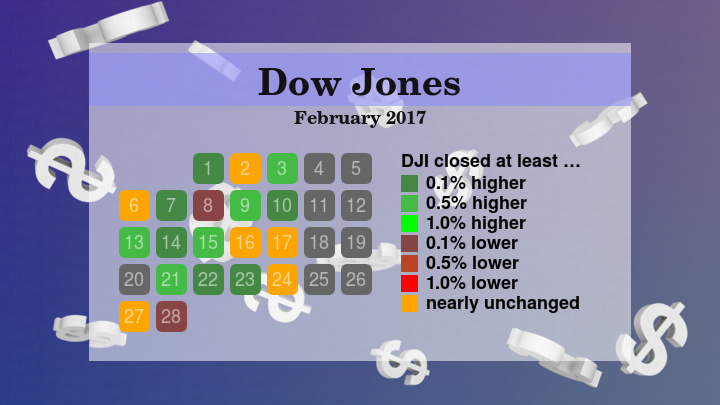 Dow Jones
February 2017
1 2 3 4 5
6 7 8 9 10 11 12
13 14 15 16 17 18 19
20 21 22 23 24 25 26
27 28
DJI closed at least …
0.1% higher
0.5% higher
1.0% higher
0.1% lower
0.5% lower
1.0% lower
nearly unchanged